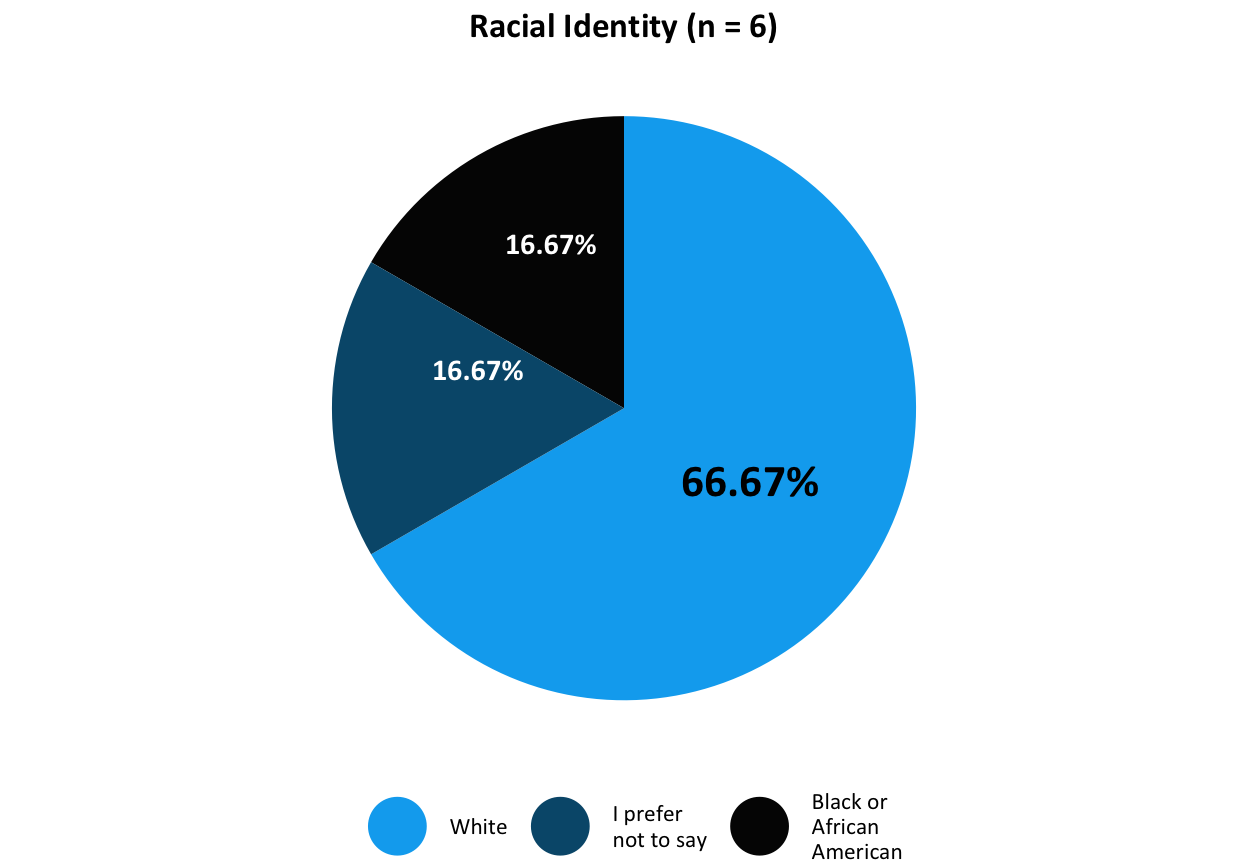 Racial Identity (n = 6)
16.67%
16.67%
66.67%
White
I prefer
not to say
Black or
African
American